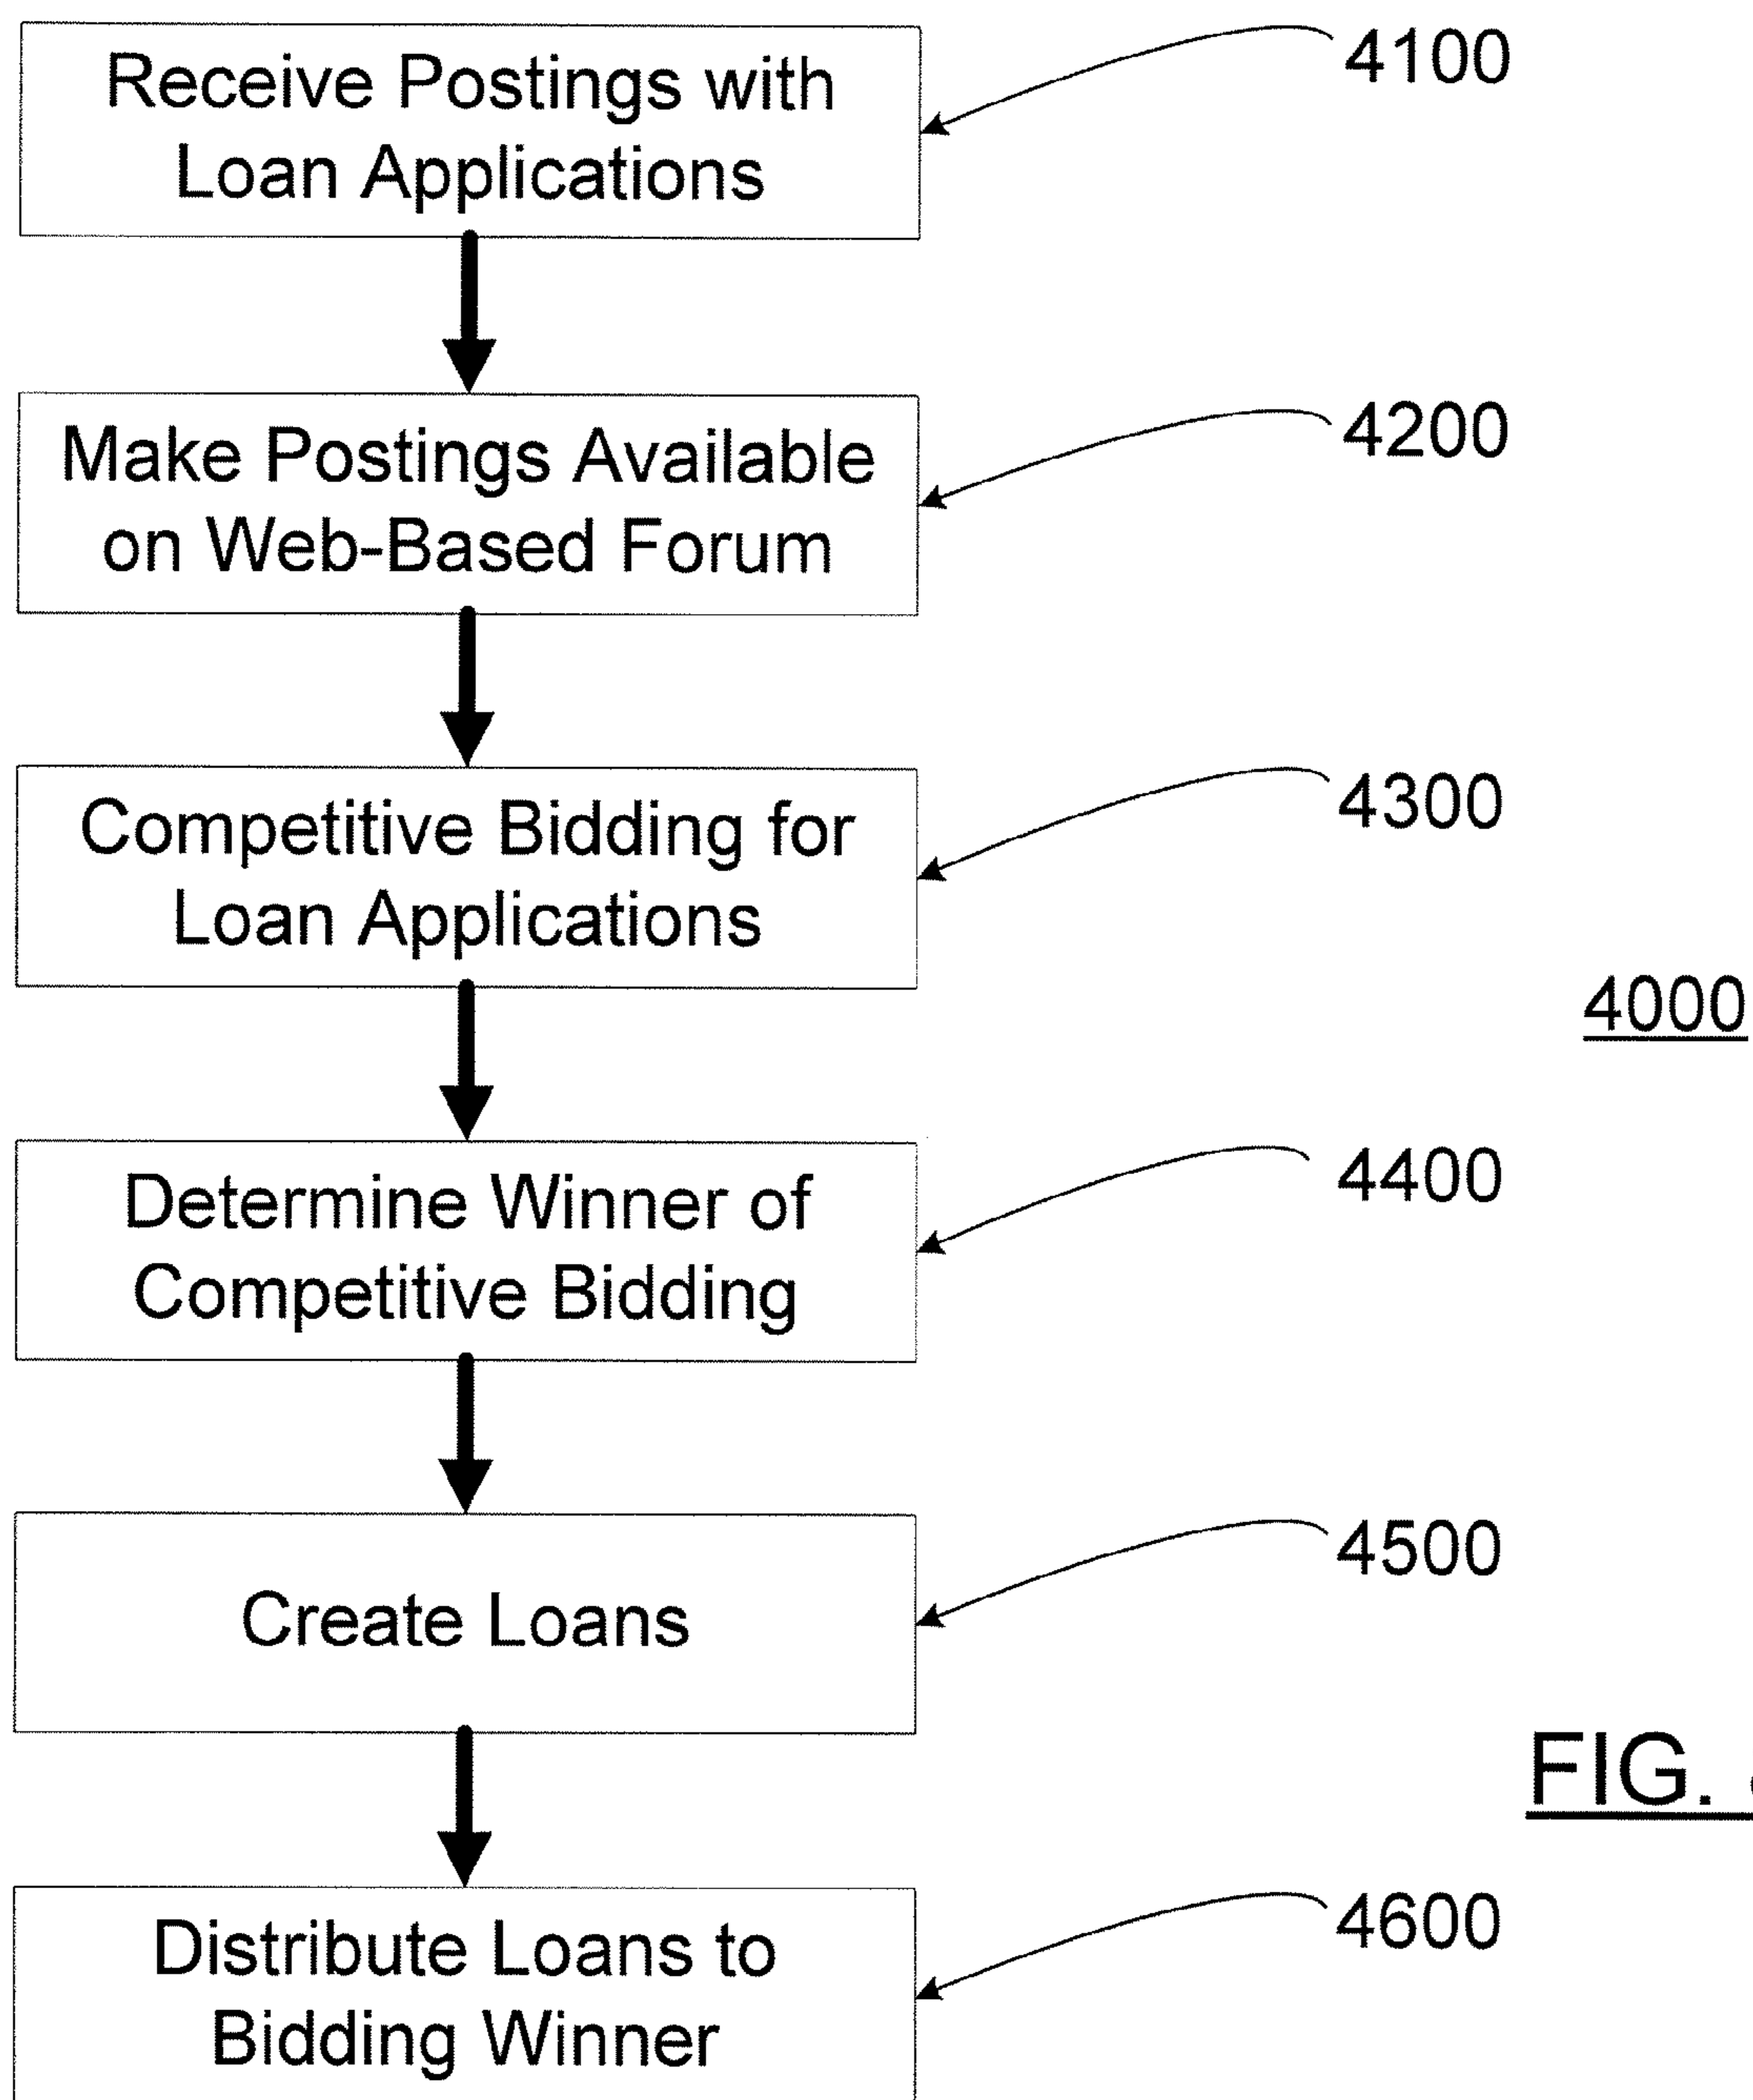 Receive Postings with
Loan Applications
4100
Make Postings Available
on Web-Based Forum
4200
Competitive Bidding for
Loan Applications
4300
4000
Determine Winner of
Competitive Bidding
4400
Create Loans
4500
FIG.
Distribute Loans to
Bidding Winner
4600